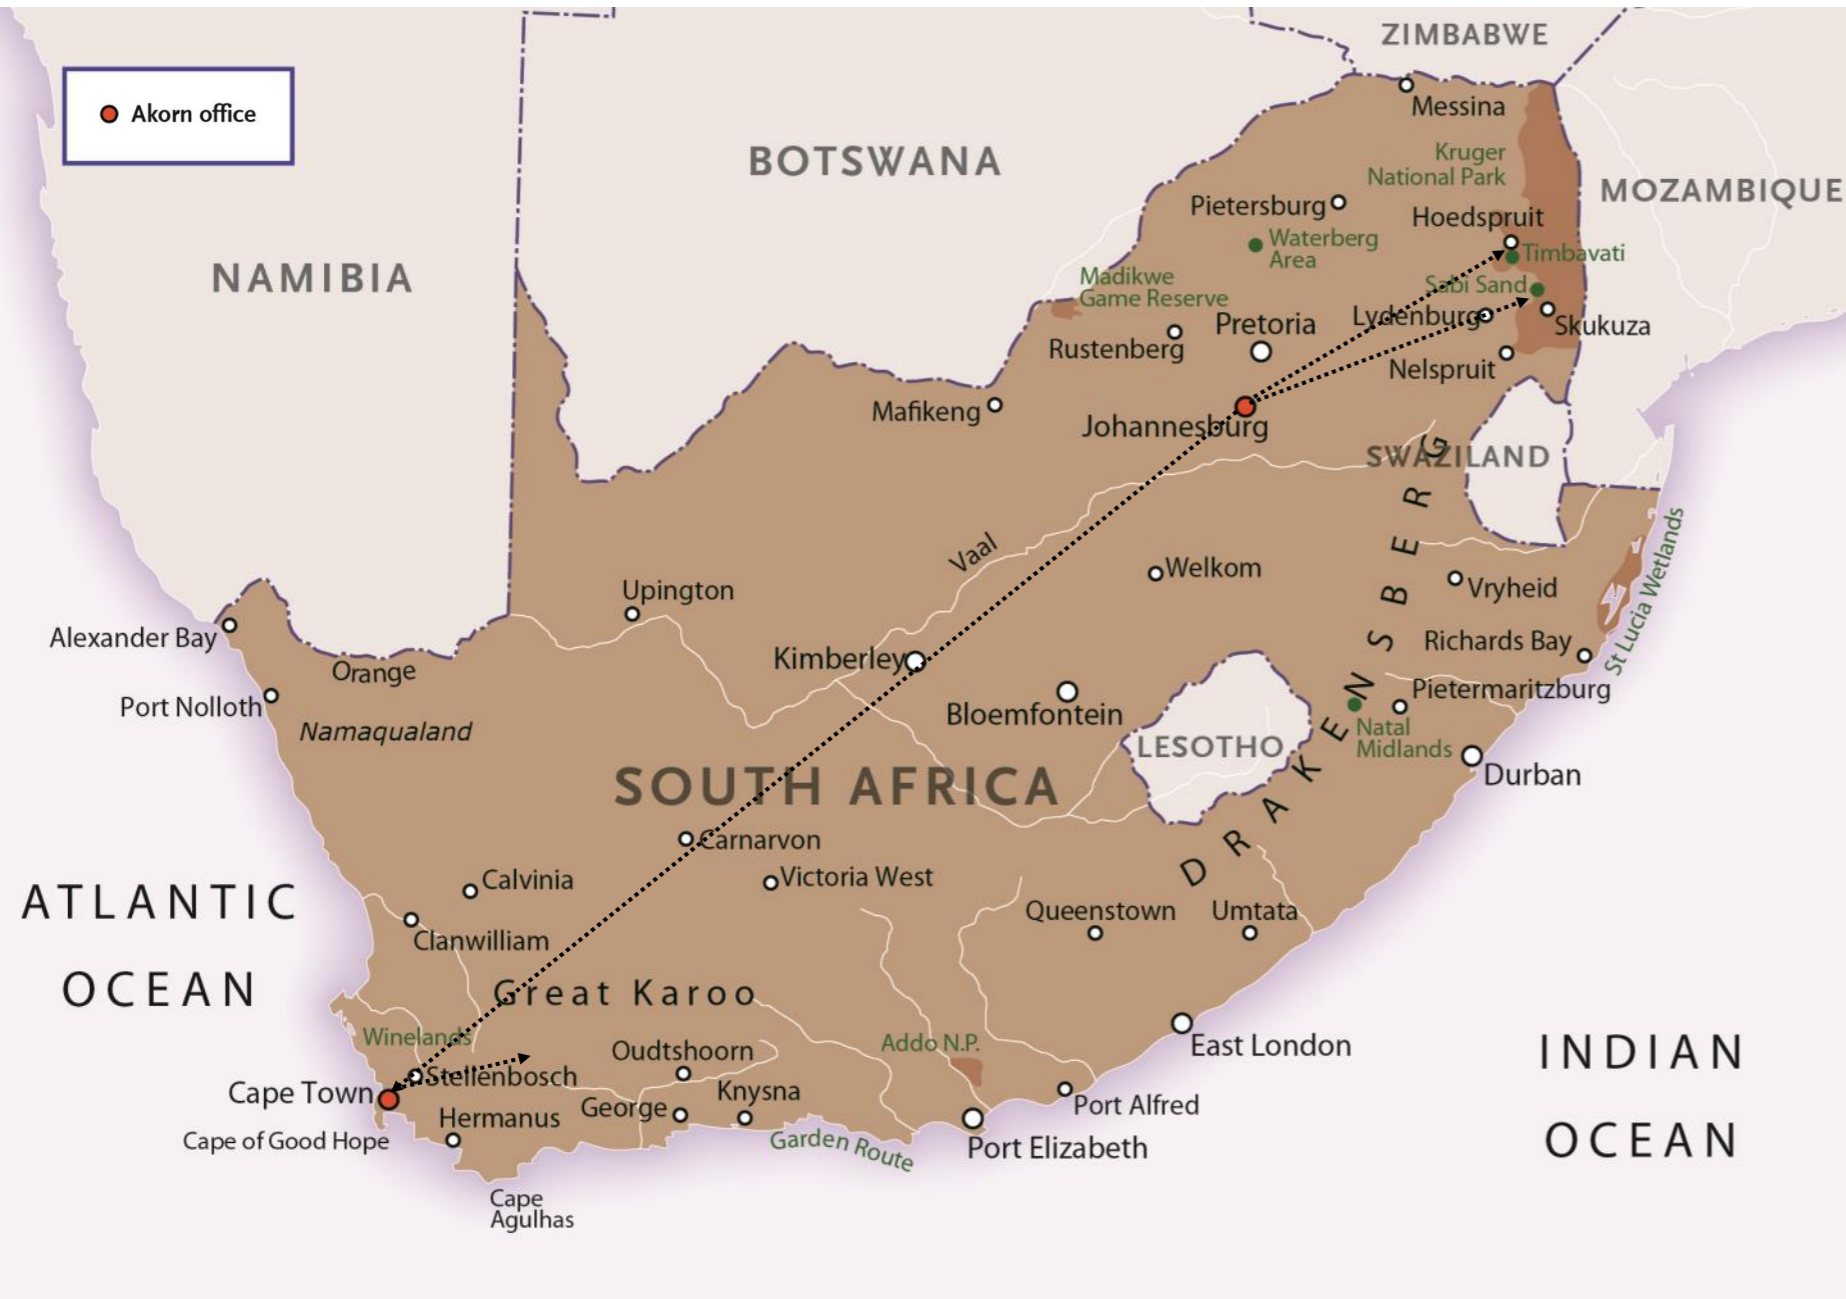 ZIMBABWE
Akorn office
Messina
BOTSWANA
Kruger
National Park
MOZAMBIQUE
Pietersburg
Hoedspruit
Waterberg
Area
Timbavati
NAMIBIA
Madikwe
Game Reserve
Sabi Sand
Pretoria
Lydenburg
Skukuza
Rustenberg
Nelspruit
Mafikeng
Johannesburg
SWAZILAND
DRAKENSBERG
Vaal
Welkom
Upington
Vryheid
St Lucia Wetlands
Alexander Bay
Richards Bay
Orange
Kimberley
Port Nolloth
Pietermaritzburg
Bloemfontein
Namaqualand
Natal
Midlands
LESOTHO
SOUTH AFRICA
Durban
Carnarvon
Calvinia
Victoria West
ATLANTIC
OCEAN
Queenstown
Umtata
Clanwilliam
Great Karoo
Winelands
Addo N.P.
East London
INDIAN
OCEAN
Oudtshoorn
Stellenbosch
Cape Town
Knysna
George
Port Alfred
Hermanus
Cape of Good Hope
Garden Route
Port Elizabeth
Cape
Agulhas